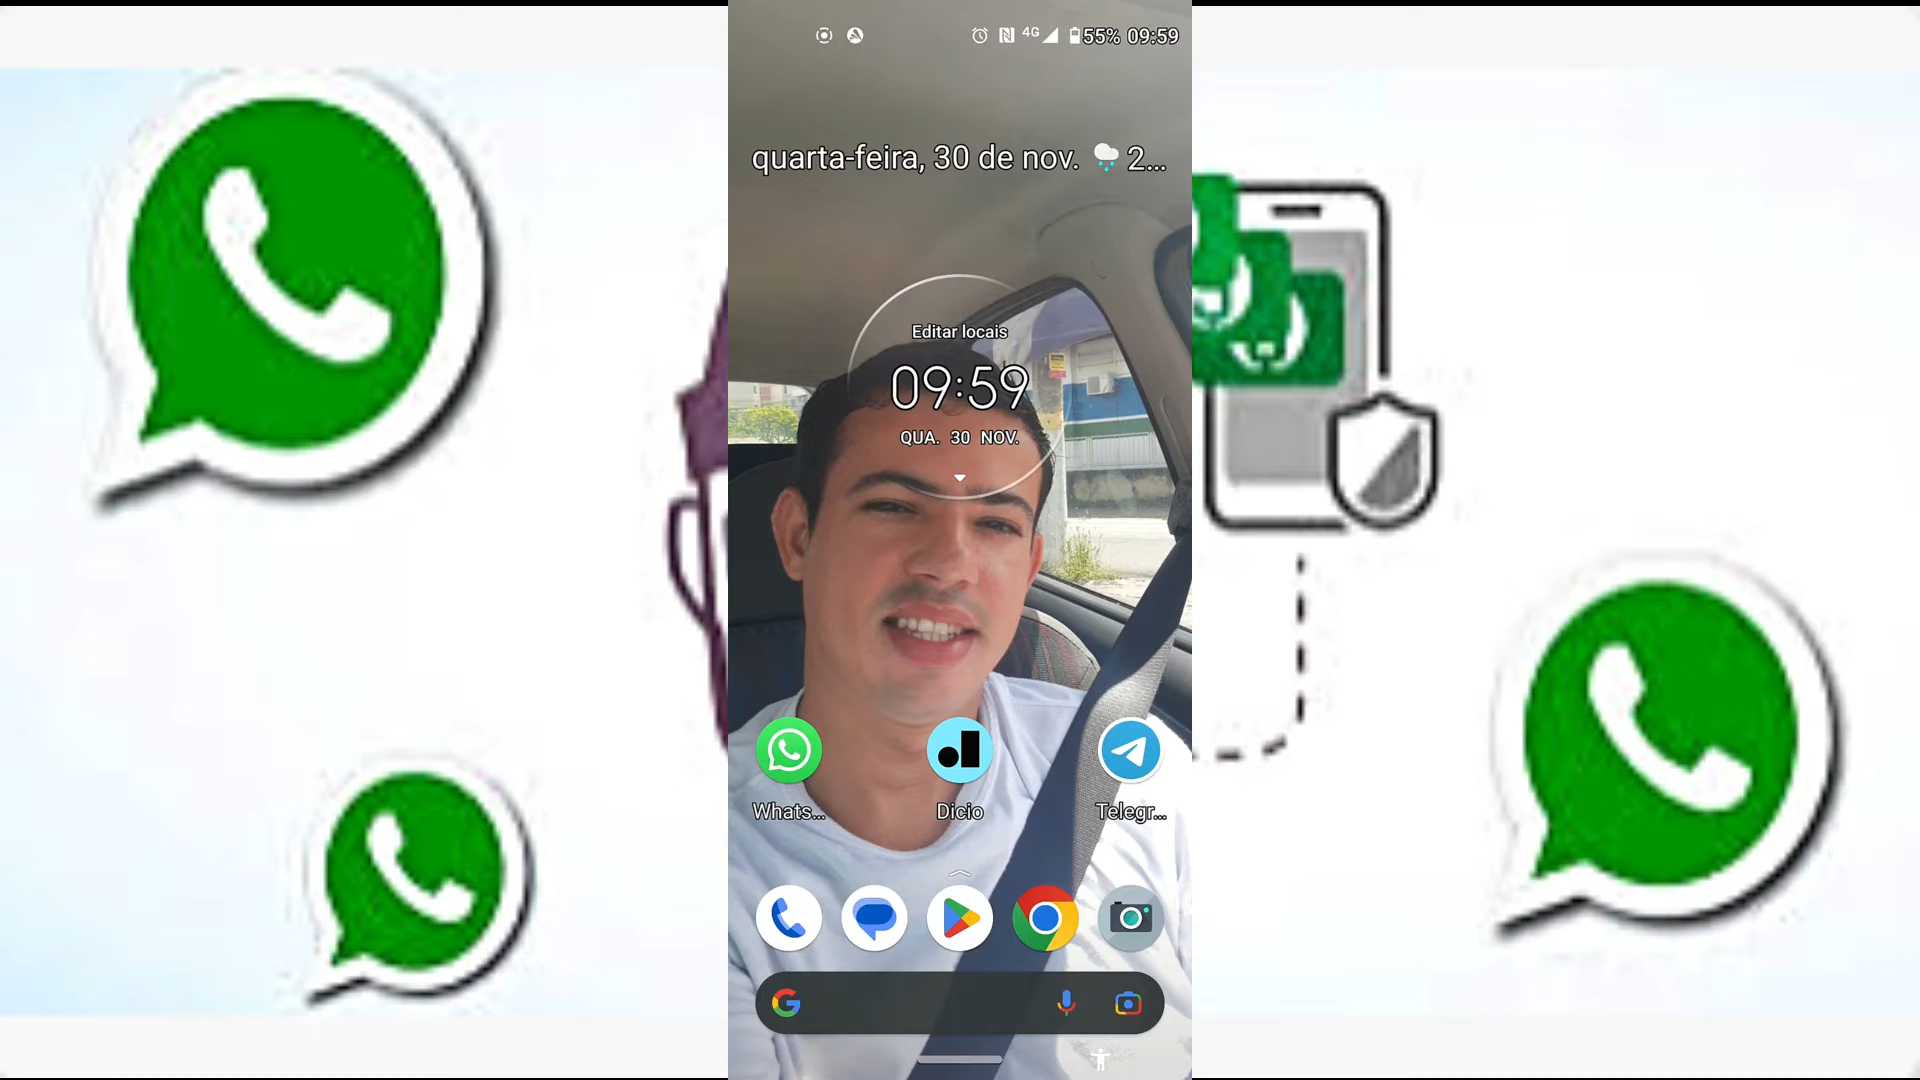 4G 55% 09:59
quarta-feira, 30 de nov. 2...
Editar locais
09:59
QUA. 30 NOV.
Whats... Dicio Telegr...